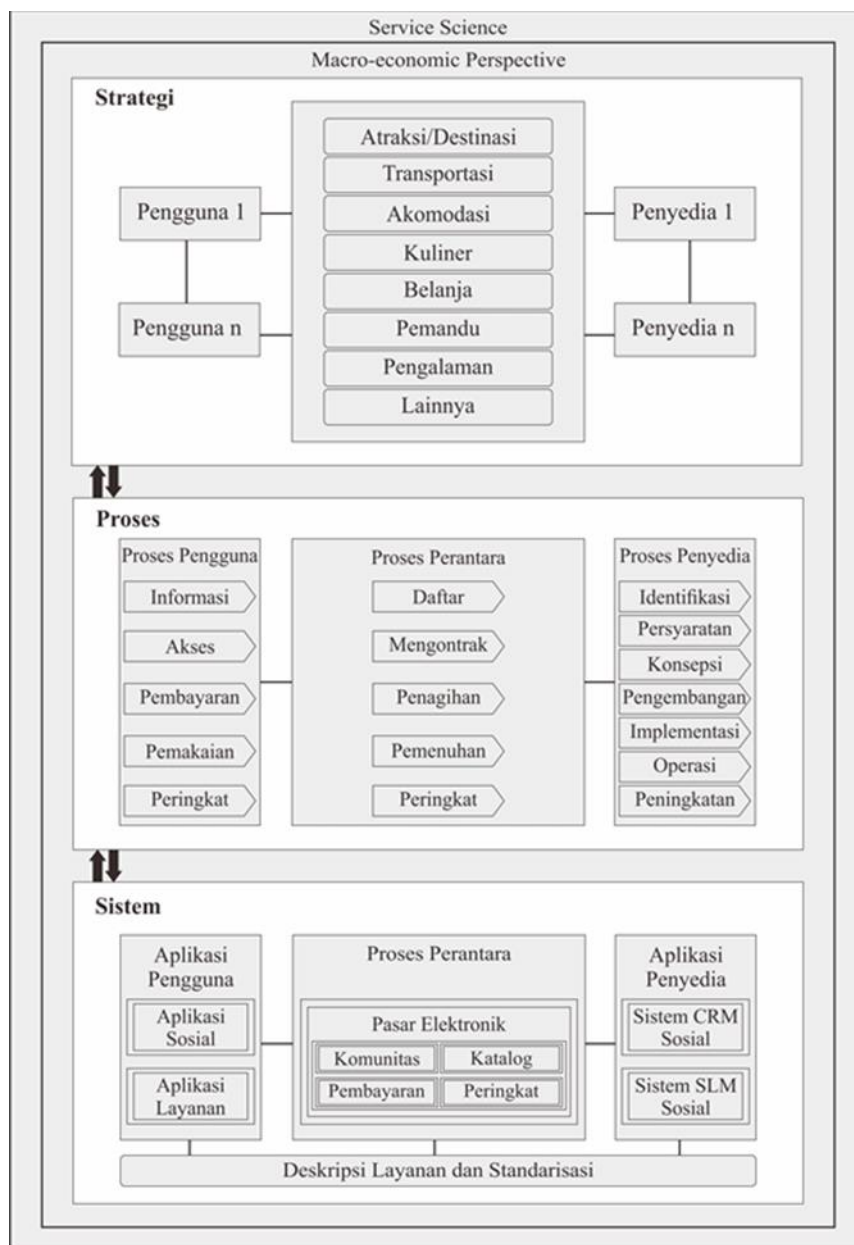 Service Science
Macro-economic Perspective
Strategi
Atraksi/Destinasi
Transportasi
Akomodasi
Kuliner
Belanja
Pemandu
Pengalaman
Lainnya
Pengguna 1
Pengguna n
Penyedia 1
Penyedia n
Proses
Proses Pengguna
Informasi
Akses
Pembayaran
Pemakaian
Peringkat
Proses Perantara
Daftar
Mengontrak
Penagihan
Pemenuhan
Peringkat
Proses Penyedia
Identifikasi
Persyaratan
Konsepsi
Pengembangan
Implementasi
Operasi
Peningkatan
Sistem
Aplikasi
Pengguna
Aplikasi
Sosial
Aplikasi
Layanan
Proses Perantara
Pasar Elektronik
Komunitas
Katalog
Pembayaran
Peringkat
Aplikasi
Penyedia
Sistem CRM
Sosial
Sistem SLM
Sosial
Deskripsi Layanan dan Standarisasi